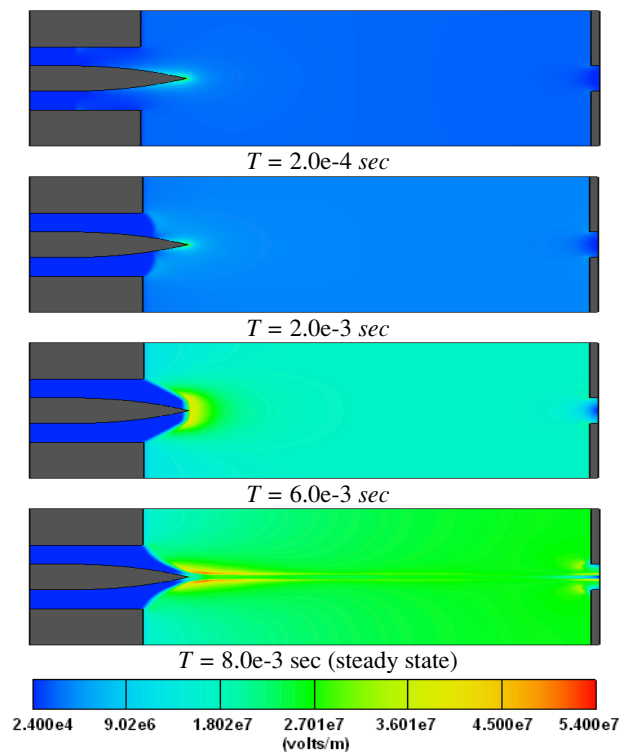 T = 2.0e-4 sec
T = 2.0e-3 sec
T = 6.0e-3 sec
T = 8.0e-3 sec (steady state)
2.400e4 9.02e6 1.802e7 2.701e7 3.601e7 4.500e7 5.400e7
(volts/m)